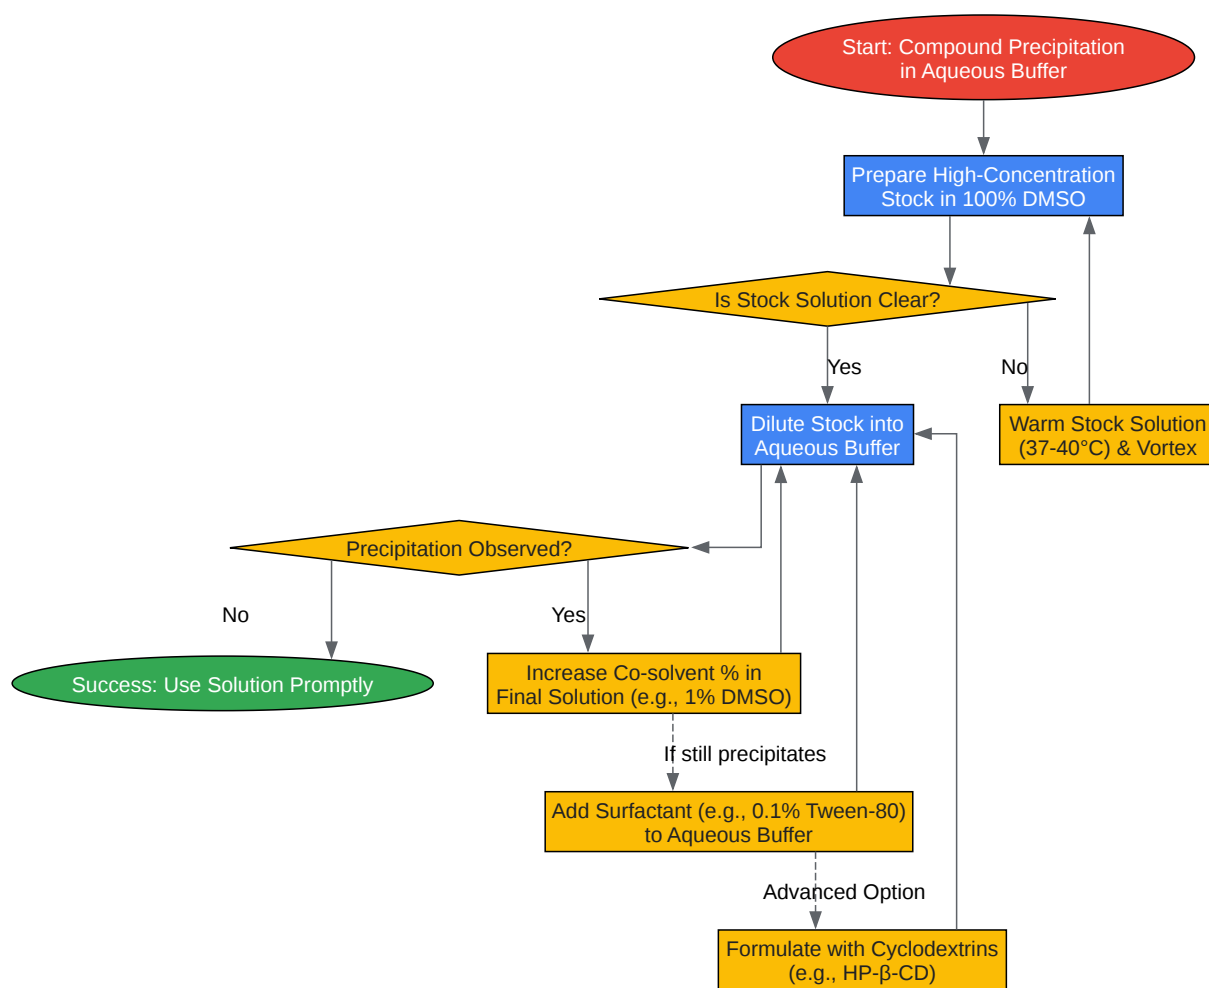 Start: Compound Precipitation
in Aqueous Buffer
Prepare High-Concentration
Stock in 100% DMSO
Is Stock Solution Clear?
Yes
No
Dilute Stock into
Aqueous Buffer
Warm Stock Solution
(37-40°C) & Vortex
Precipitation Observed?
No
Yes
Success: Use Solution Promptly
Increase Co-solvent % in
Final Solution (e.g., 1% DMSO)
If still precipitates
Add Surfactant (e.g., 0.1% Tween-80)
to Aqueous Buffer
Advanced Option
Formulate with Cyclodextrins
(e.g., HP-β-CD)